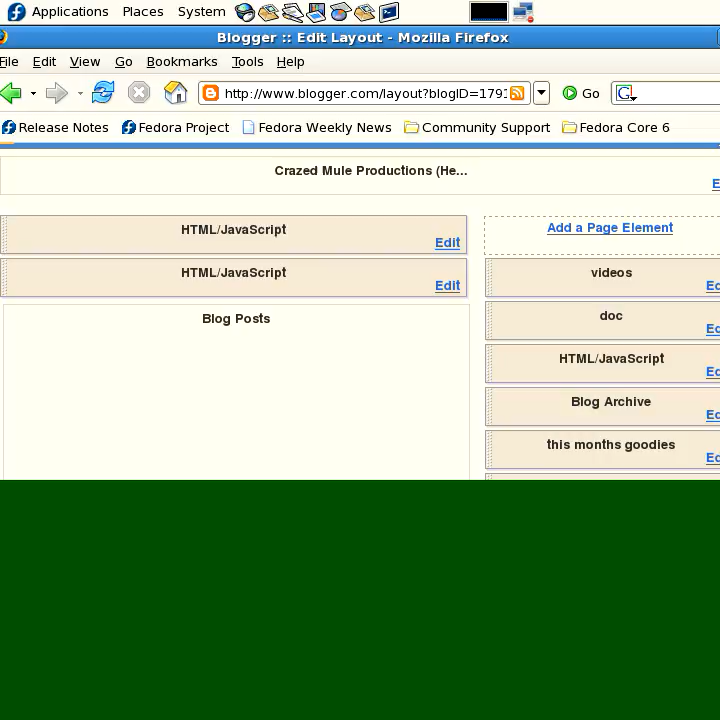 Applications Places System
Blogger :: Edit Layout - Mozilla Firefox
File Edit View Go Bookmarks Tools Help
http://www.blogger.com/layout?blogID=179 Go
Release Notes Fedora Project Fedora Weekly News Community Support Fedora Core 6
Crazed Mule Productions (He...
HTML/JavaScript
Edit
HTML/JavaScript
Edit
Blog Posts
Add a Page Element
videos
doc
HTML/JavaScript
Blog Archive
this months goodies